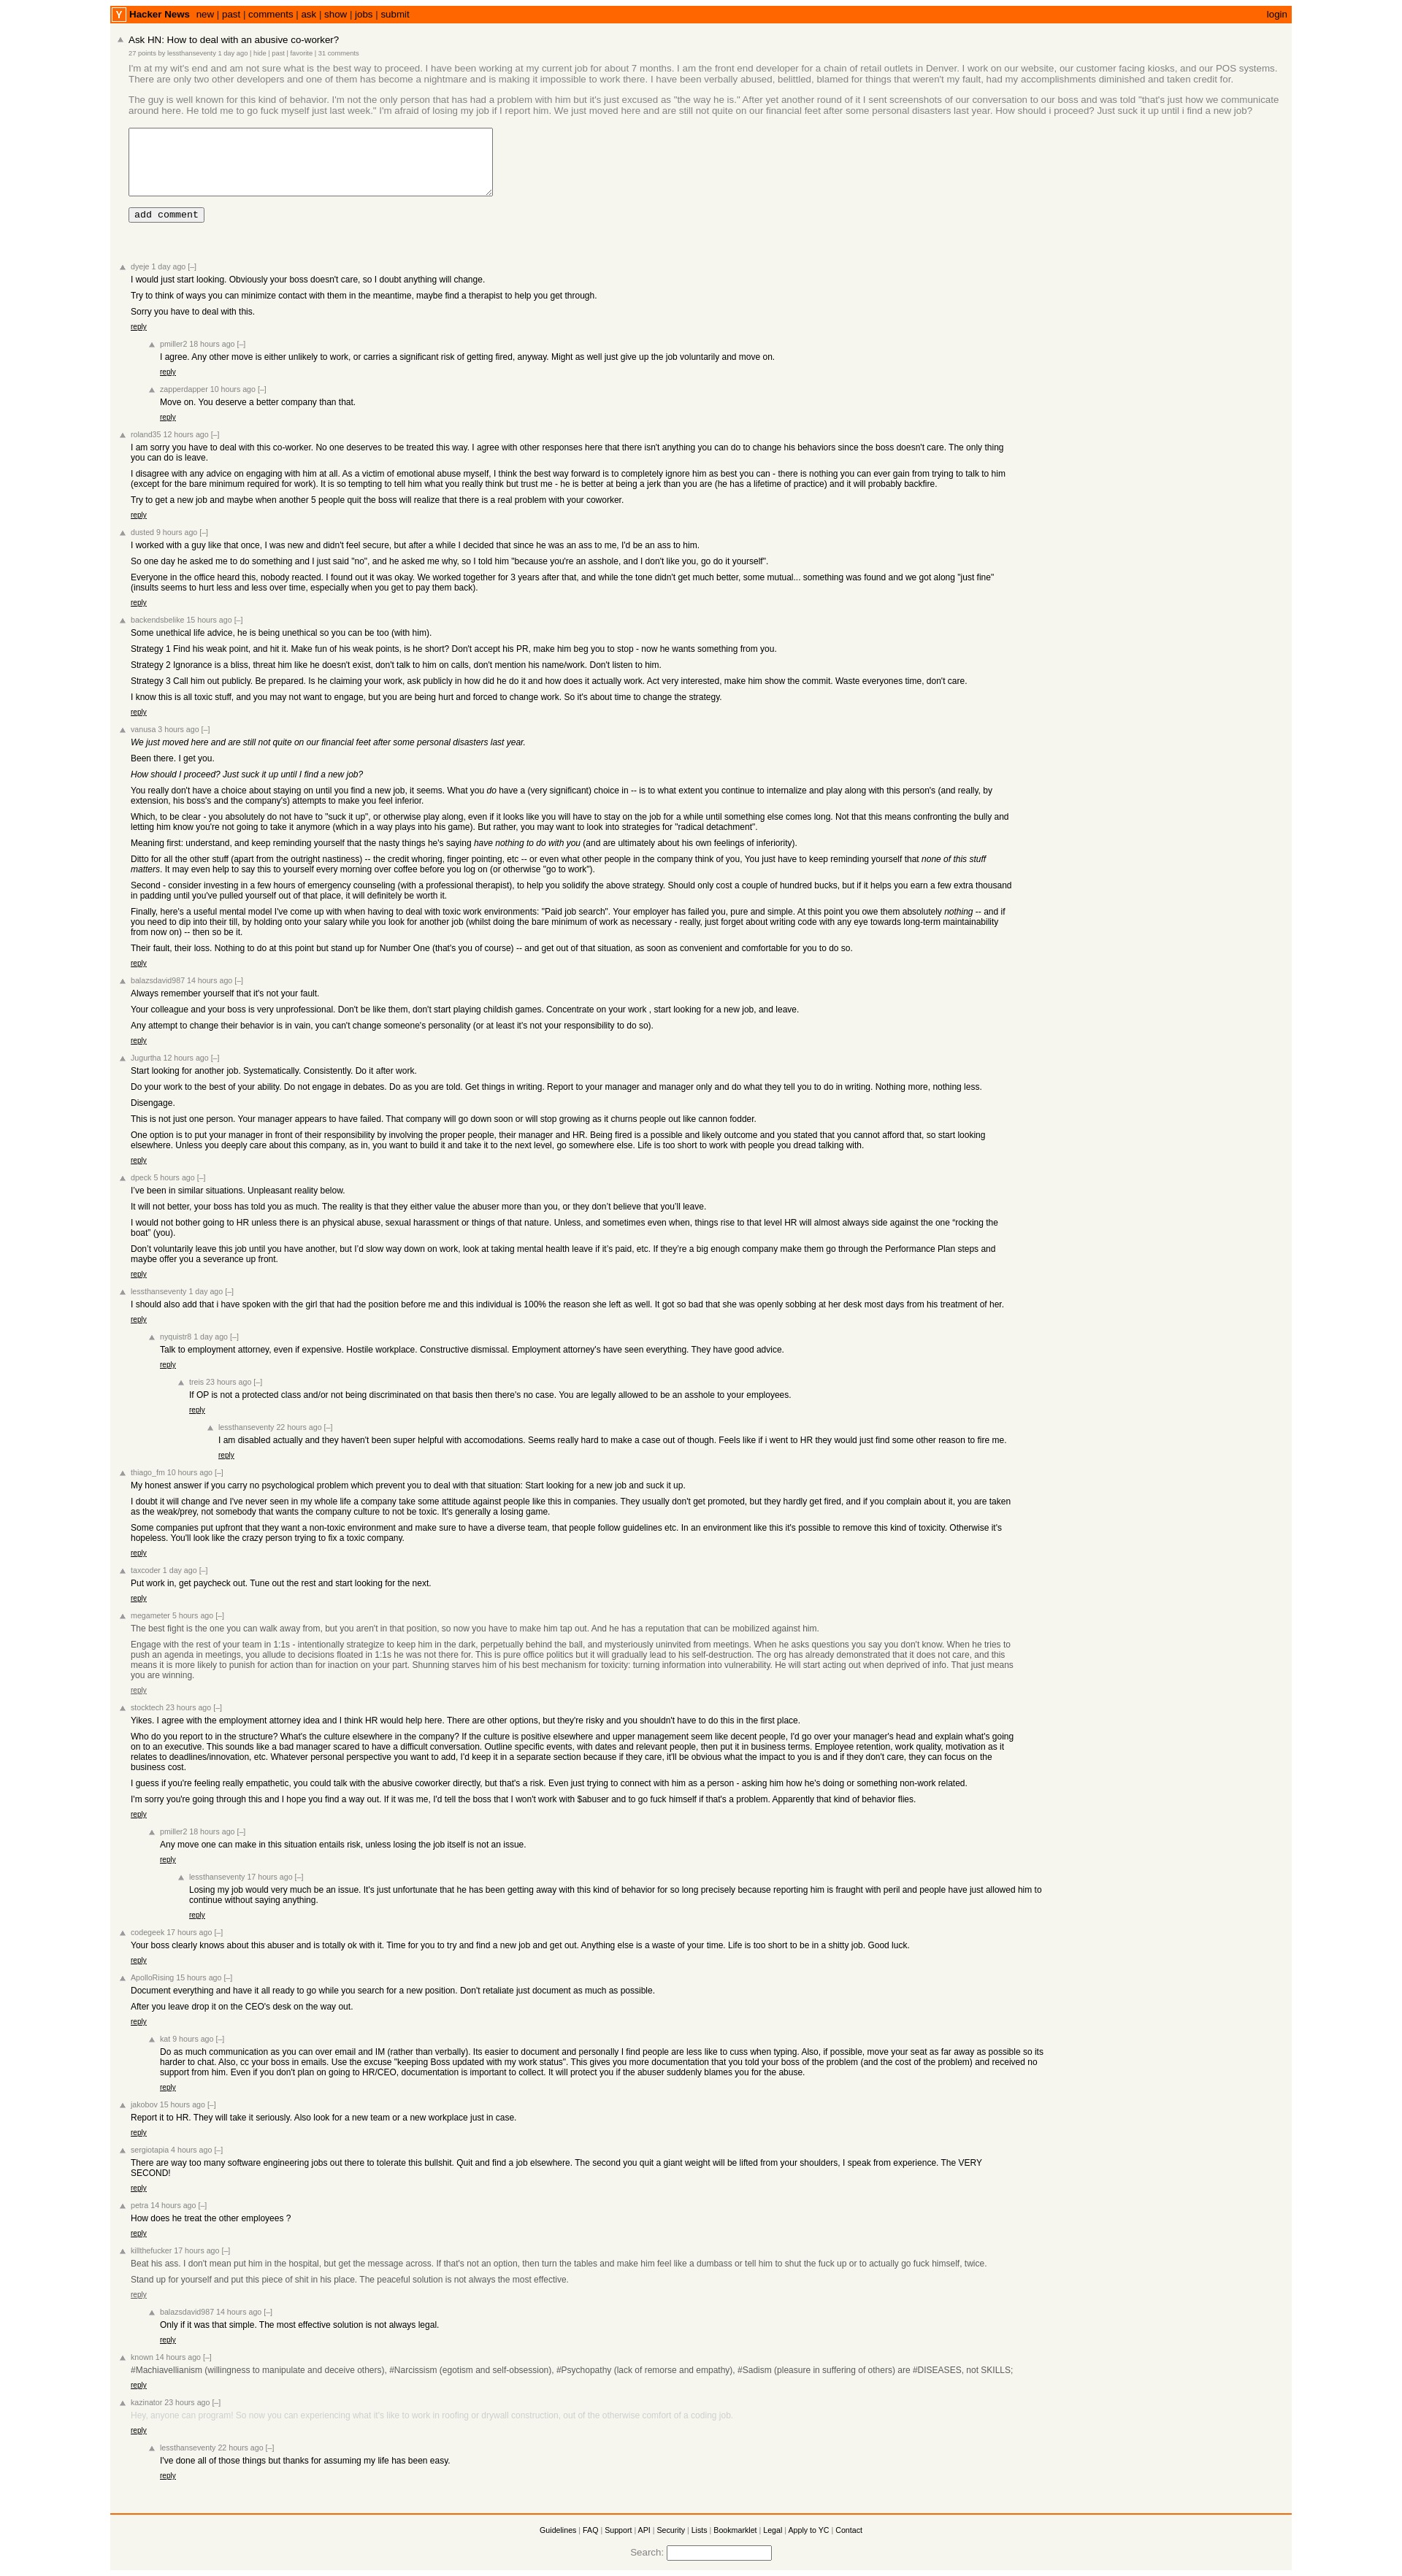 Y Hacker News new | past | comments | ask | show | jobs | submit login
Ask HN: How to deal with an abusive co-worker?
27 points by lessthanseventy 1 day ago | hide | past | favorite | 31 comments
I'm at my wit's end and am not sure what is the best way to proceed. I have been working at my current job for about 7 months. I am the front end developer for a chain of retail outlets in Denver. I work on our website, our customer facing kiosks, and our POS systems.
There are only two other developers and one of them has become a nightmare and is making it impossible to work there. I have been verbally abused, belittled, blamed for things that weren't my fault, had my accomplishments diminished and taken credit for.
The guy is well known for this kind of behavior. I'm not the only person that has had a problem with him but it's just excused as "the way he is." After yet another round of it I sent screenshots of our conversation to our boss and was told "that's just how we communicate
around here. He told me to go fuck myself just last week." I'm afraid of losing my job if I report him. We just moved here and are still not quite on our financial feet after some personal disasters last year. How should i proceed? Just suck it up until i find a new job?
add comment
dyeje 1 day ago [–]
I would just start looking. Obviously your boss doesn't care, so I doubt anything will change.
Try to think of ways you can minimize contact with them in the meantime, maybe find a therapist to help you get through.
Sorry you have to deal with this.
reply
pmiller2 18 hours ago [–]
I agree. Any other move is either unlikely to work, or carries a significant risk of getting fired, anyway. Might as well just give up the job voluntarily and move on.
reply
zapperdapper 10 hours ago [–]
Move on. You deserve a better company than that.
reply
roland35 12 hours ago [–]
I am sorry you have to deal with this co-worker. No one deserves to be treated this way. I agree with other responses here that there isn't anything you can do to change his behaviors since the boss doesn't care. The only thing
you can do is leave.
I disagree with any advice on engaging with him at all. As a victim of emotional abuse myself, I think the best way forward is to completely ignore him as best you can - there is nothing you can ever gain from trying to talk to him
(except for the bare minimum required for work). It is so tempting to tell him what you really think but trust me - he is better at being a jerk than you are (he has a lifetime of practice) and it will probably backfire.
Try to get a new job and maybe when another 5 people quit the boss will realize that there is a real problem with your coworker.
reply
dusted 9 hours ago [–]
I worked with a guy like that once, I was new and didn't feel secure, but after a while I decided that since he was an ass to me, I'd be an ass to him.
So one day he asked me to do something and I just said "no", and he asked me why, so I told him "because you're an asshole, and I don't like you, go do it yourself".
Everyone in the office heard this, nobody reacted. I found out it was okay. We worked together for 3 years after that, and while the tone didn't get much better, some mutual... something was found and we got along "just fine"
(insults seems to hurt less and less over time, especially when you get to pay them back).
reply
backendsbelike 15 hours ago [–]
Some unethical life advice, he is being unethical so you can be too (with him).
Strategy 1 Find his weak point, and hit it. Make fun of his weak points, is he short? Don't accept his PR, make him beg you to stop - now he wants something from you.
Strategy 2 Ignorance is a bliss, threat him like he doesn't exist, don't talk to him on calls, don't mention his name/work. Don't listen to him.
Strategy 3 Call him out publicly. Be prepared. Is he claiming your work, ask publicly in how did he do it and how does it actually work. Act very interested, make him show the commit. Waste everyones time, don't care.
I know this is all toxic stuff, and you may not want to engage, but you are being hurt and forced to change work. So it's about time to change the strategy.
reply
vanusa 3 hours ago [–]
We just moved here and are still not quite on our financial feet after some personal disasters last year.
Been there. I get you.
How should I proceed? Just suck it up until I find a new job?
You really don't have a choice about staying on until you find a new job, it seems. What you do have a (very significant) choice in -- is to what extent you continue to internalize and play along with this person's (and really, by
extension, his boss's and the company's) attempts to make you feel inferior.
Which, to be clear - you absolutely do not have to "suck it up", or otherwise play along, even if it looks like you will have to stay on the job for a while until something else comes long. Not that this means confronting the bully and
letting him know you're not going to take it anymore (which in a way plays into his game). But rather, you may want to look into strategies for "radical detachment".
Meaning first: understand, and keep reminding yourself that the nasty things he's saying have nothing to do with you (and are ultimately about his own feelings of inferiority).
Ditto for all the other stuff (apart from the outright nastiness) -- the credit whoring, finger pointing, etc -- or even what other people in the company think of you, You just have to keep reminding yourself that none of this stuff
matters. It may even help to say this to yourself every morning over coffee before you log on (or otherwise "go to work").
Second - consider investing in a few hours of emergency counseling (with a professional therapist), to help you solidify the above strategy. Should only cost a couple of hundred bucks, but if it helps you earn a few extra thousand
in padding until you've pulled yourself out of that place, it will definitely be worth it.
Finally, here's a useful mental model I've come up with when having to deal with toxic work environments: "Paid job search". Your employer has failed you, pure and simple. At this point you owe them absolutely nothing -- and if
you need to dip into their till, by holding onto your salary while you look for another job (whilst doing the bare minimum of work as necessary - really, just forget about writing code with any eye towards long-term maintainability
from now on) -- then so be it.
Their fault, their loss. Nothing to do at this point but stand up for Number One (that's you of course) -- and get out of that situation, as soon as convenient and comfortable for you to do so.
reply
balazsdavid987 14 hours ago [–]
Always remember yourself that it's not your fault.
Your colleague and your boss is very unprofessional. Don't be like them, don't start playing childish games. Concentrate on your work , start looking for a new job, and leave.
Any attempt to change their behavior is in vain, you can't change someone's personality (or at least it's not your responsibility to do so).
reply
Jugurtha 12 hours ago [–]
Start looking for another job. Systematically. Consistently. Do it after work.
Do your work to the best of your ability. Do not engage in debates. Do as you are told. Get things in writing. Report to your manager and manager only and do what they tell you to do in writing. Nothing more, nothing less.
Disengage.
This is not just one person. Your manager appears to have failed. That company will go down soon or will stop growing as it churns people out like cannon fodder.
One option is to put your manager in front of their responsibility by involving the proper people, their manager and HR. Being fired is a possible and likely outcome and you stated that you cannot afford that, so start looking
elsewhere. Unless you deeply care about this company, as in, you want to build it and take it to the next level, go somewhere else. Life is too short to work with people you dread talking with.
reply
dpeck 5 hours ago [–]
I've been in similar situations. Unpleasant reality below.
It will not better, your boss has told you as much. The reality is that they either value the abuser more than you, or they don’t believe that you’ll leave.
I would not bother going to HR unless there is an physical abuse, sexual harassment or things of that nature. Unless, and sometimes even when, things rise to that level HR will almost always side against the one “rocking the
boat” (you).
Don’t voluntarily leave this job until you have another, but I’d slow way down on work, look at taking mental health leave if it’s paid, etc. If they’re a big enough company make them go through the Performance Plan steps and
maybe offer you a severance up front.
reply
lessthanseventy 1 day ago [–]
I should also add that i have spoken with the girl that had the position before me and this individual is 100% the reason she left as well. It got so bad that she was openly sobbing at her desk most days from his treatment of her.
reply
nyquistr8 1 day ago [–]
Talk to employment attorney, even if expensive. Hostile workplace. Constructive dismissal. Employment attorney's have seen everything. They have good advice.
reply
treis 23 hours ago [–]
If OP is not a protected class and/or not being discriminated on that basis then there's no case. You are legally allowed to be an asshole to your employees.
reply
lessthanseventy 22 hours ago [–]
I am disabled actually and they haven't been super helpful with accomodations. Seems really hard to make a case out of though. Feels like if i went to HR they would just find some other reason to fire me.
reply
thiago_fm 10 hours ago [–]
My honest answer if you carry no psychological problem which prevent you to deal with that situation: Start looking for a new job and suck it up.
I doubt it will change and I've never seen in my whole life a company take some attitude against people like this in companies. They usually don't get promoted, but they hardly get fired, and if you complain about it, you are taken
as the weak/prey, not somebody that wants the company culture to not be toxic. It's generally a losing game.
Some companies put upfront that they want a non-toxic environment and make sure to have a diverse team, that people follow guidelines etc. In an environment like this it's possible to remove this kind of toxicity. Otherwise it's
hopeless. You'll look like the crazy person trying to fix a toxic company.
reply
taxcoder 1 day ago [–]
Put work in, get paycheck out. Tune out the rest and start looking for the next.
reply
megameter 5 hours ago [–]
The best fight is the one you can walk away from, but you aren't in that position, so now you have to make him tap out. And he has a reputation that can be mobilized against him.
Engage with the rest of your team in 1:1s - intentionally strategize to keep him in the dark, perpetually behind the ball, and mysteriously uninvited from meetings. When he asks questions you say you don't know. When he tries to
push an agenda in meetings, you allude to decisions floated in 1:1s he was not there for. This is pure office politics but it will gradually lead to his self-destruction. The org has already demonstrated that it does not care, and this
means it is more likely to punish for action than for inaction on your part. Shunning starves him of his best mechanism for toxicity: turning information into vulnerability. He will start acting out when deprived of info. That just means
you are winning.
reply
stocktech 23 hours ago [–]
Yikes. I agree with the employment attorney idea and I think HR would help here. There are other options, but they're risky and you shouldn't have to do this in the first place.
Who do you report to in the structure? What's the culture elsewhere in the company? If the culture is positive elsewhere and upper management seem like decent people, I'd go over your manager's head and explain what's going
on to an executive. This sounds like a bad manager scared to have a difficult conversation. Outline specific events, with dates and relevant people, then put it in business terms. Employee retention, work quality, motivation as it
relates to deadlines/innovation, etc. Whatever personal perspective you want to add, I'd keep it in a separate section because if they care, it'll be obvious what the impact to you is and if they don't care, they can focus on the
business cost.
I guess if you're feeling really empathetic, you could talk with the abusive coworker directly, but that's a risk. Even just trying to connect with him as a person - asking him how he's doing or something non-work related.
I'm sorry you're going through this and I hope you find a way out. If it was me, I'd tell the boss that I won't work with $abuser and to go fuck himself if that's a problem. Apparently that kind of behavior flies.
reply
pmiller2 18 hours ago [–]
Any move one can make in this situation entails risk, unless losing the job itself is not an issue.
reply
lessthanseventy 17 hours ago [–]
Losing my job would very much be an issue. It's just unfortunate that he has been getting away with this kind of behavior for so long precisely because reporting him is fraught with peril and people have just allowed him to
continue without saying anything.
reply
codegeek 17 hours ago [–]
Your boss clearly knows about this abuser and is totally ok with it. Time for you to try and find a new job and get out. Anything else is a waste of your time. Life is too short to be in a shitty job. Good luck.
reply
ApolloRising 15 hours ago [–]
Document everything and have it all ready to go while you search for a new position. Don't retaliate just document as much as possible.
After you leave drop it on the CEO's desk on the way out.
reply
kat 9 hours ago [–]
Do as much communication as you can over email and IM (rather than verbally). Its easier to document and personally I find people are less like to cuss when typing. Also, if possible, move your seat as far away as possible so its
harder to chat. Also, cc your boss in emails. Use the excuse "keeping Boss updated with my work status". This gives you more documentation that you told your boss of the problem (and the cost of the problem) and received no
support from him. Even if you don't plan on going to HR/CEO, documentation is important to collect. It will protect you if the abuser suddenly blames you for the abuse.
reply
jakobov 15 hours ago [–]
Report it to HR. They will take it seriously. Also look for a new team or a new workplace just in case.
reply
sergiotapia 4 hours ago [–]
There are way too many software engineering jobs out there to tolerate this bullshit. Quit and find a job elsewhere. The second you quit a giant weight will be lifted from your shoulders, I speak from experience. The VERY
SECOND!
reply
petra 14 hours ago [–]
How does he treat the other employees ?
reply
killthefucker 17 hours ago [–]
Beat his ass. I don't mean put him in the hospital, but get the message across. If that's not an option, then turn the tables and make him feel like a dumbass or tell him to shut the fuck up or to actually go fuck himself, twice.
Stand up for yourself and put this piece of shit in his place. The peaceful solution is not always the most effective.
reply
balazsdavid987 14 hours ago [–]
Only if it was that simple. The most effective solution is not always legal.
reply
known 14 hours ago [–]
#Machiavellianism (willingness to manipulate and deceive others), #Narcissism (egotism and self-obsession), #Psychopathy (lack of remorse and empathy), #Sadism (pleasure in suffering of others) are #DISEASES, not SKILLS;
reply
kazinator 23 hours ago [–]
Hey, anyone can program! So now you can experiencing what it's like to work in roofing or drywall construction, out of the otherwise comfort of a coding job.
reply
lessthanseventy 22 hours ago [–]
I've done all of those things but thanks for assuming my life has been easy.
reply
Guidelines | FAQ | Support | API | Security | Lists | Bookmarklet | Legal | Apply to YC | Contact
Search: